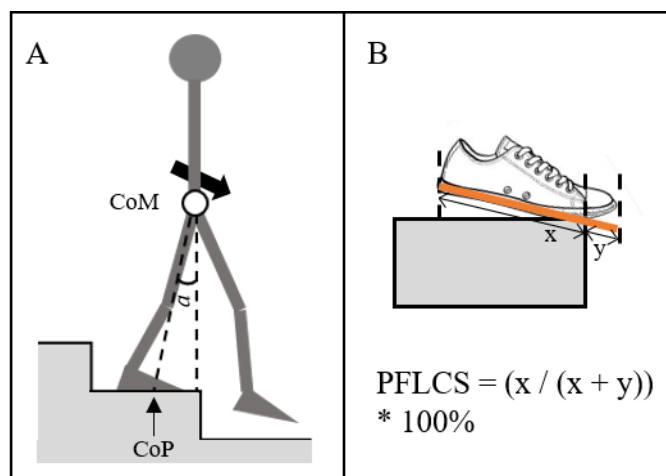 A
CoM
a
CoP
B
x
y
PFLCS = (x / (x + y))
* 100%